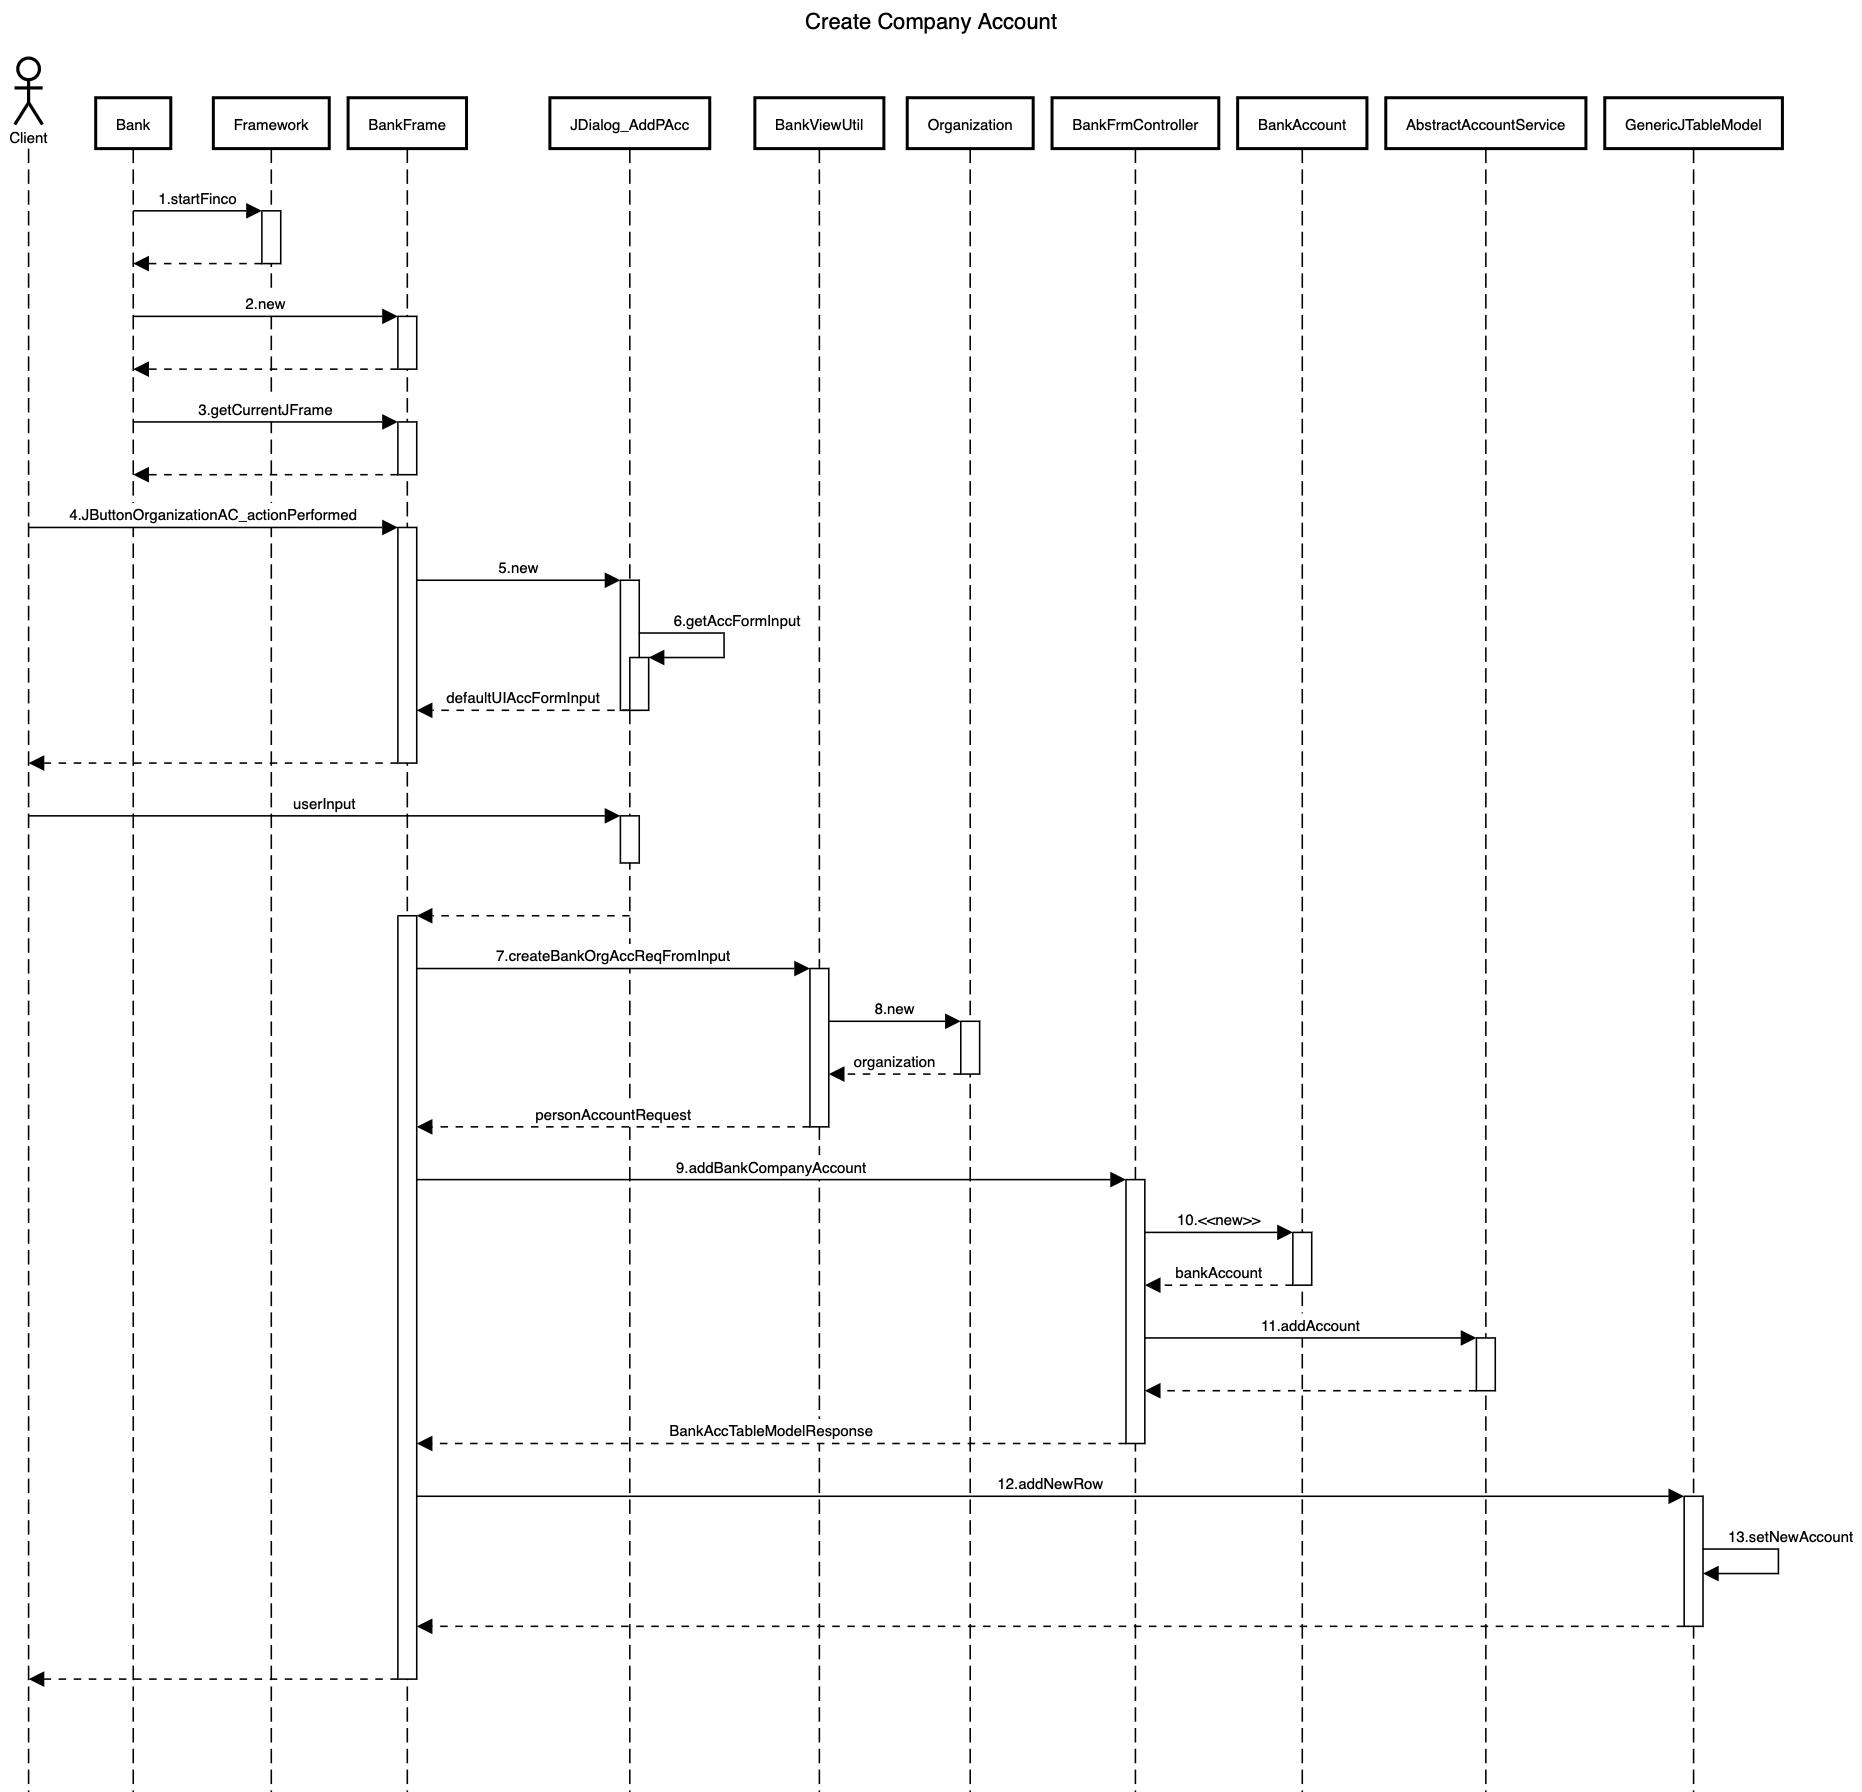 Create Company Account
Client
Bank
Framework
BankFrame
JDialog_AddPAcc
BankViewUtil
Organization
BankFrmController
BankAccount
AbstractAccountService
GenericJTableModel
1.startFinco
2.new
3.getCurrentJFrame
4.JButtonOrganizationAC_actionPerformed
5.new
6.getAccFormInput
defaultUIAccFormInput
userInput
7.createBankOrgAccReqFromInput
8.new
organization
personAccountRequest
9.addBankCompanyAccount
10.<<new>>
bankAccount
11.addAccount
BankAccTableModelResponse
12.addNewRow
13.setNewAccount